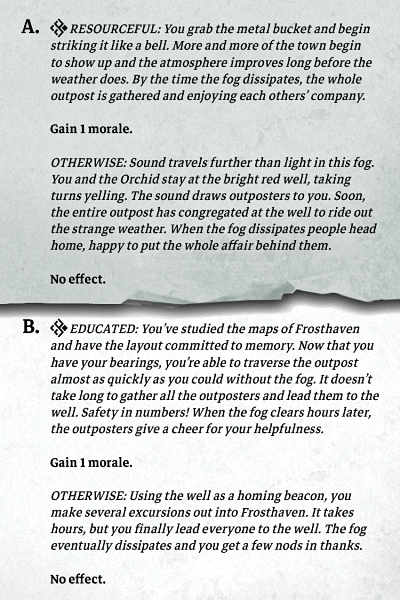 A. RESOURCEFUL: You grab the metal bucket and begin
striking it like a bell. More and more of the town begin
to show up and the atmosphere improves long before the
weather does. By the time the fog dissipates, the whole
outpost is gathered and enjoying each others' company.
Gain 1 morale.
OTHERWISE: Sound travels further than light in this fog.
You and the Orchid stay at the bright red well, taking
turns yelling. The sound draws outposters to you. Soon,
the entire outpost has congregated at the well to ride out
the strange weather. When the fog dissipates people head
home, happy to put the whole affair behind them.
No effect.
B. EDUCATED: You've studied the maps of Frosthaven
and have the layout committed to memory. Now that you
have your bearings, you're able to traverse the outpost
almost as quickly as you could without the fog. It doesn't
take long to gather all the outposters and lead them to the
well. Safety in numbers! When the fog clears hours later,
the outposters give a cheer for your helpfulness.
Gain 1 morale.
OTHERWISE: Using the well as a homing beacon, you
make several excursions out into Frosthaven. It takes
hours, but you finally lead everyone to the well. The fog
eventually dissipates and you get a few nods in thanks.
No effect.